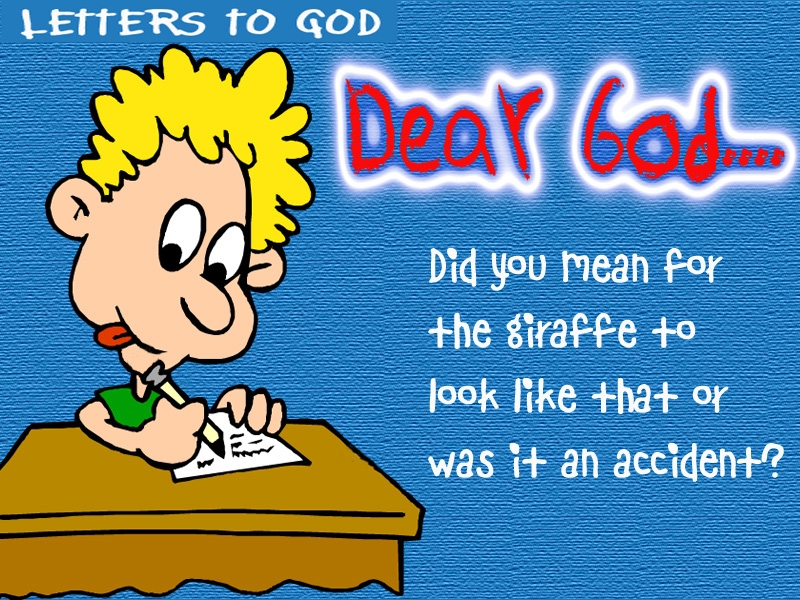 LETTERS TO GOD
Dear God....
Did you mean for
the giraffe to
look like that or
was it an accident?